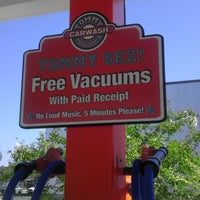 TOMMY
CARWASH
TOMMY SEZ!
Free Vacuums
With Paid Receipt
No Loud Music, 5 Minutes Please!